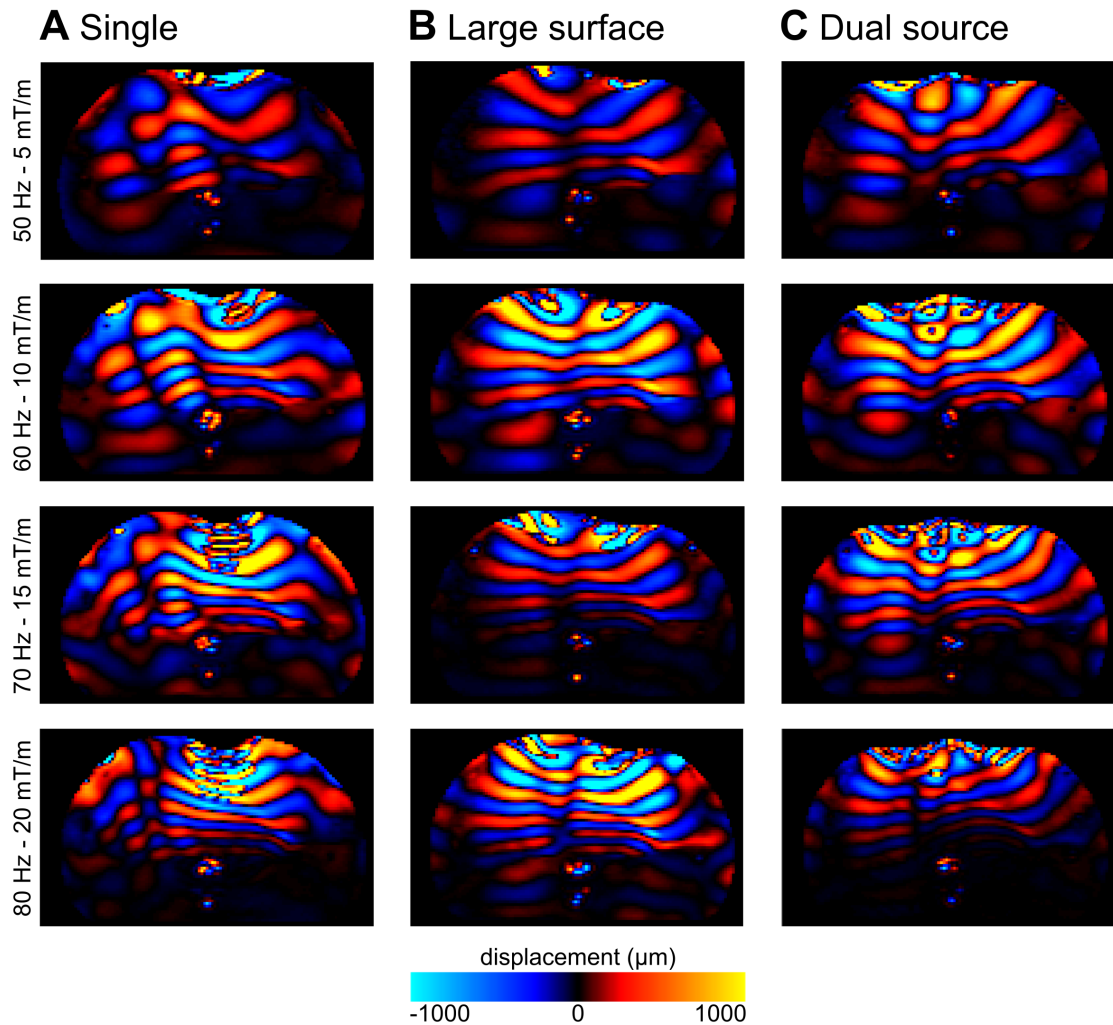 A Single
B Large surface
C Dual source
50 Hz - 5 mT/m
60 Hz - 10 mT/m
70 Hz - 15 mT/m
80 Hz - 20 mT/m
displacement (μm)
-1000 0 1000